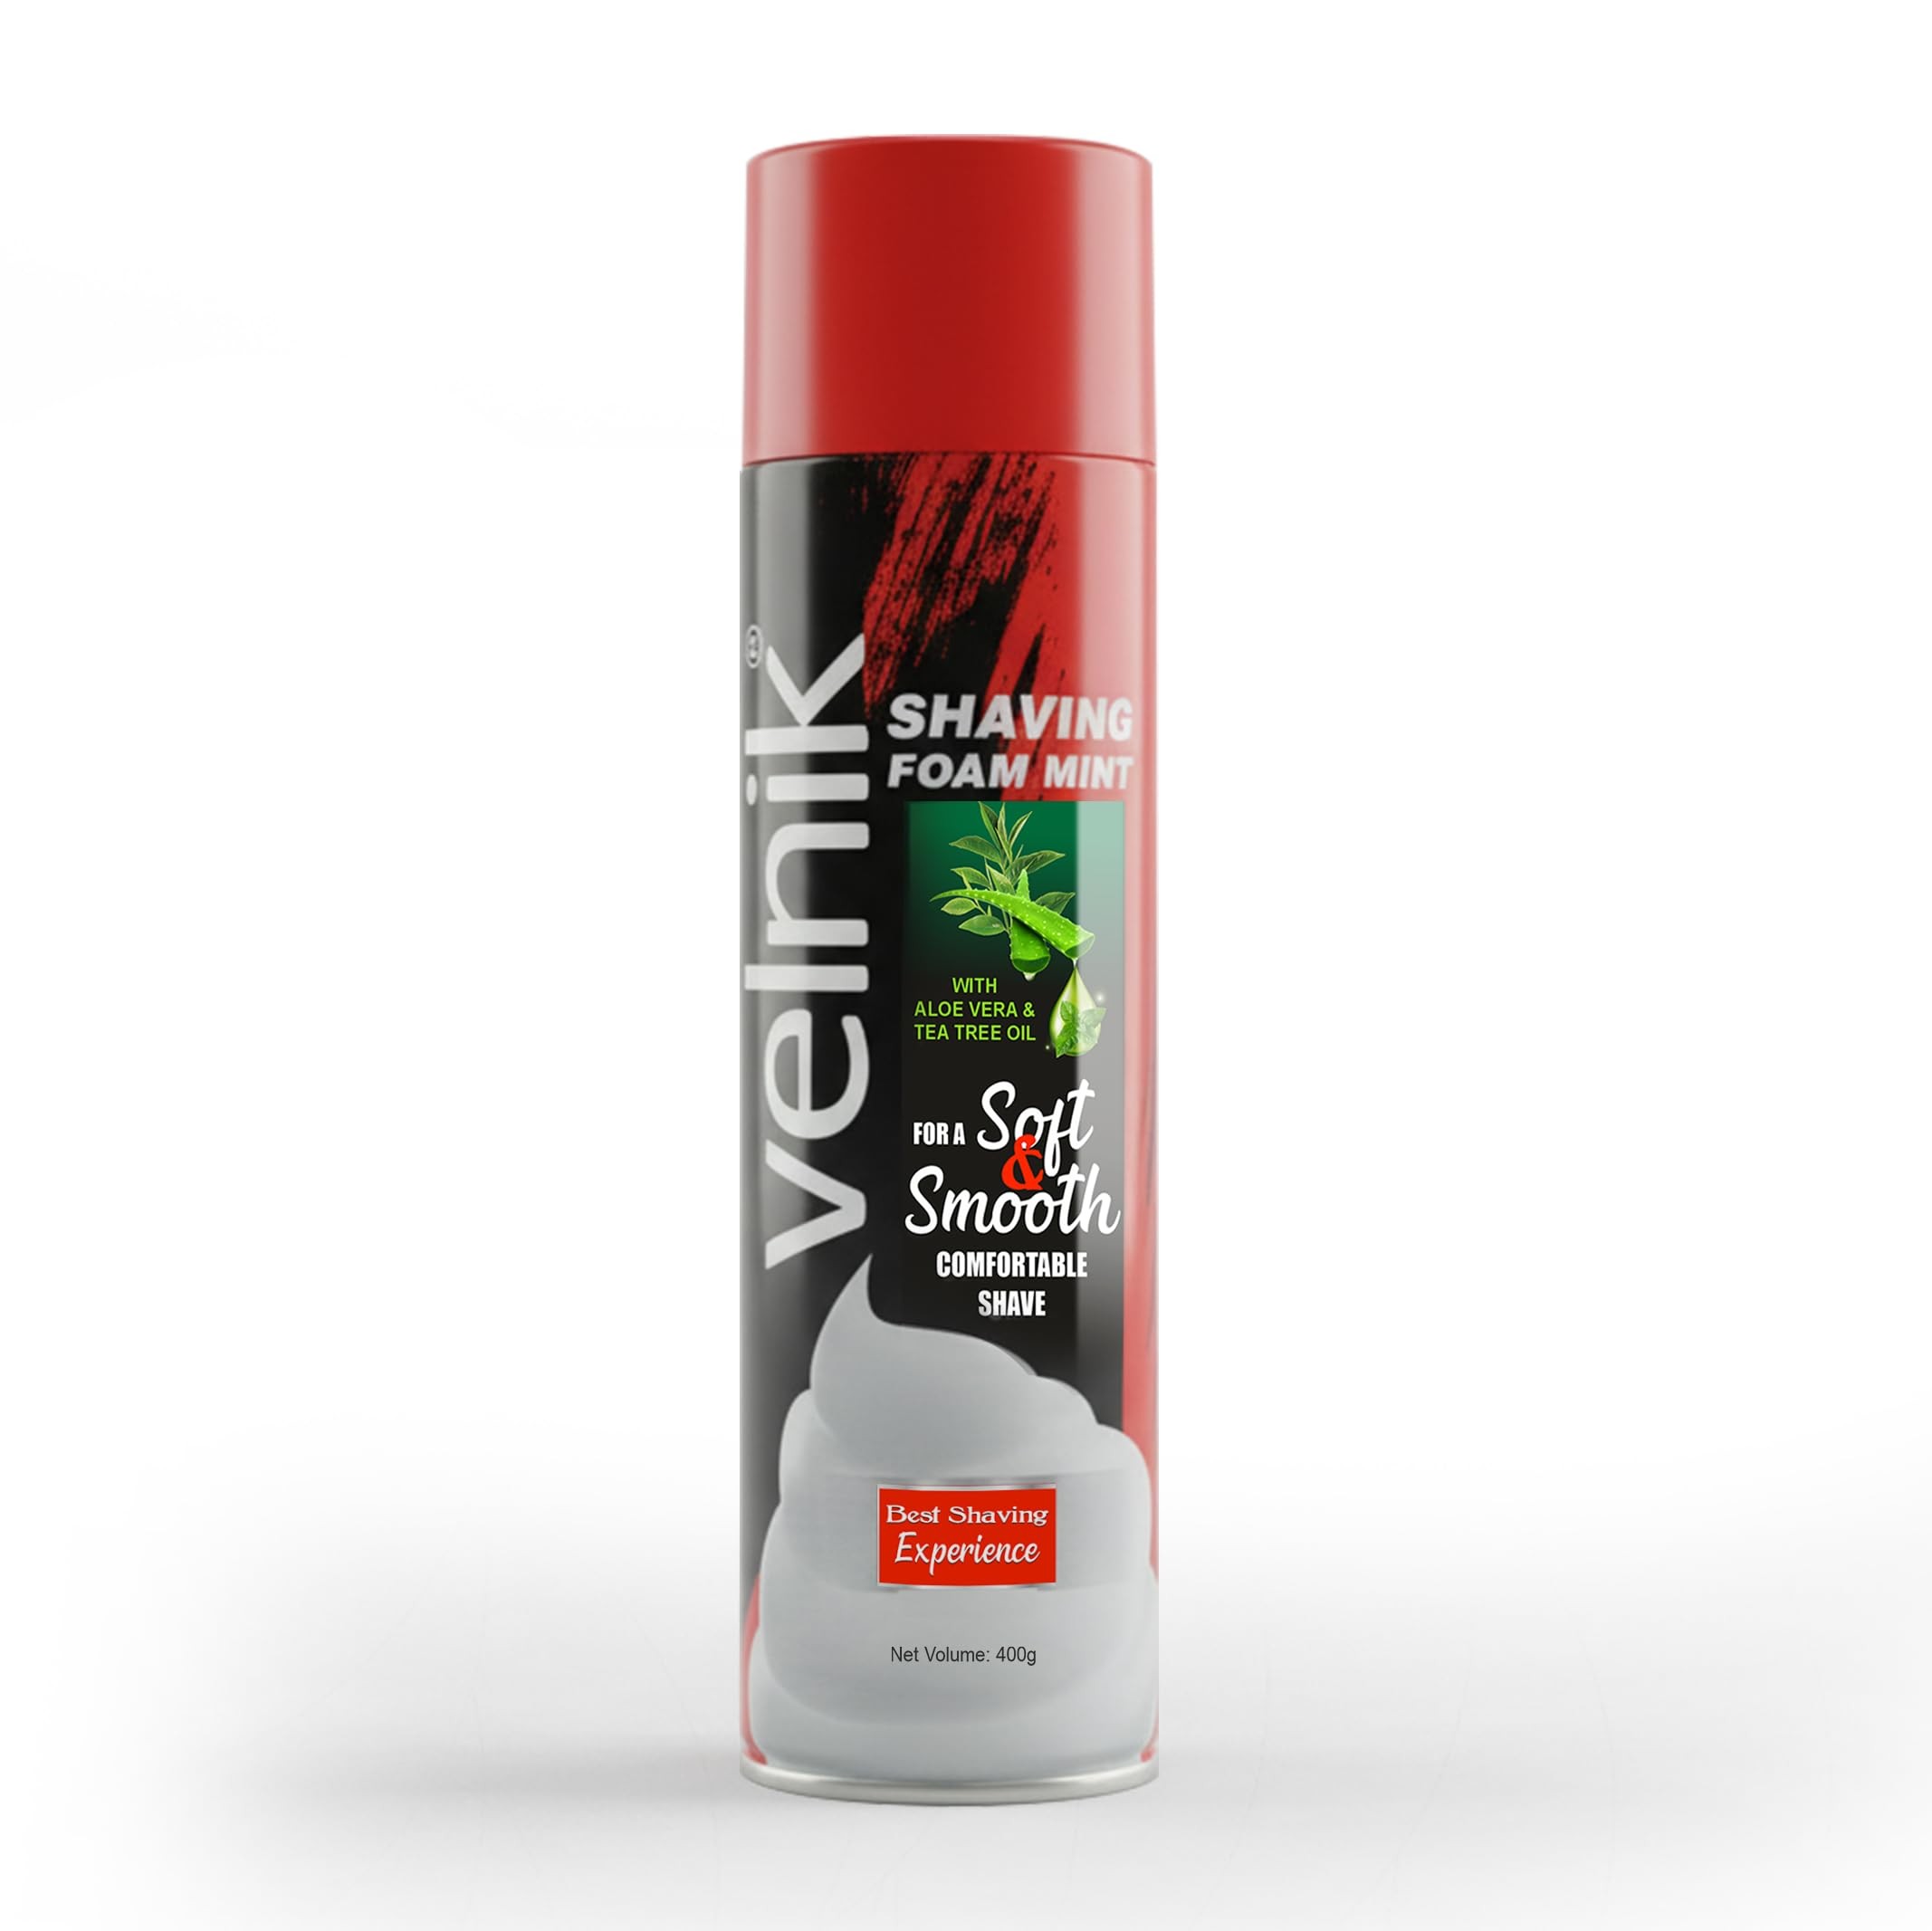 velnik®
SHAVING
FOAM MINT
WITH
ALOE VERA &
TEA TREE OIL
FOR A Soft
&
Smooth
COMFORTABLE
SHAVE
Best Shaving
Experience
Net Volume: 400g